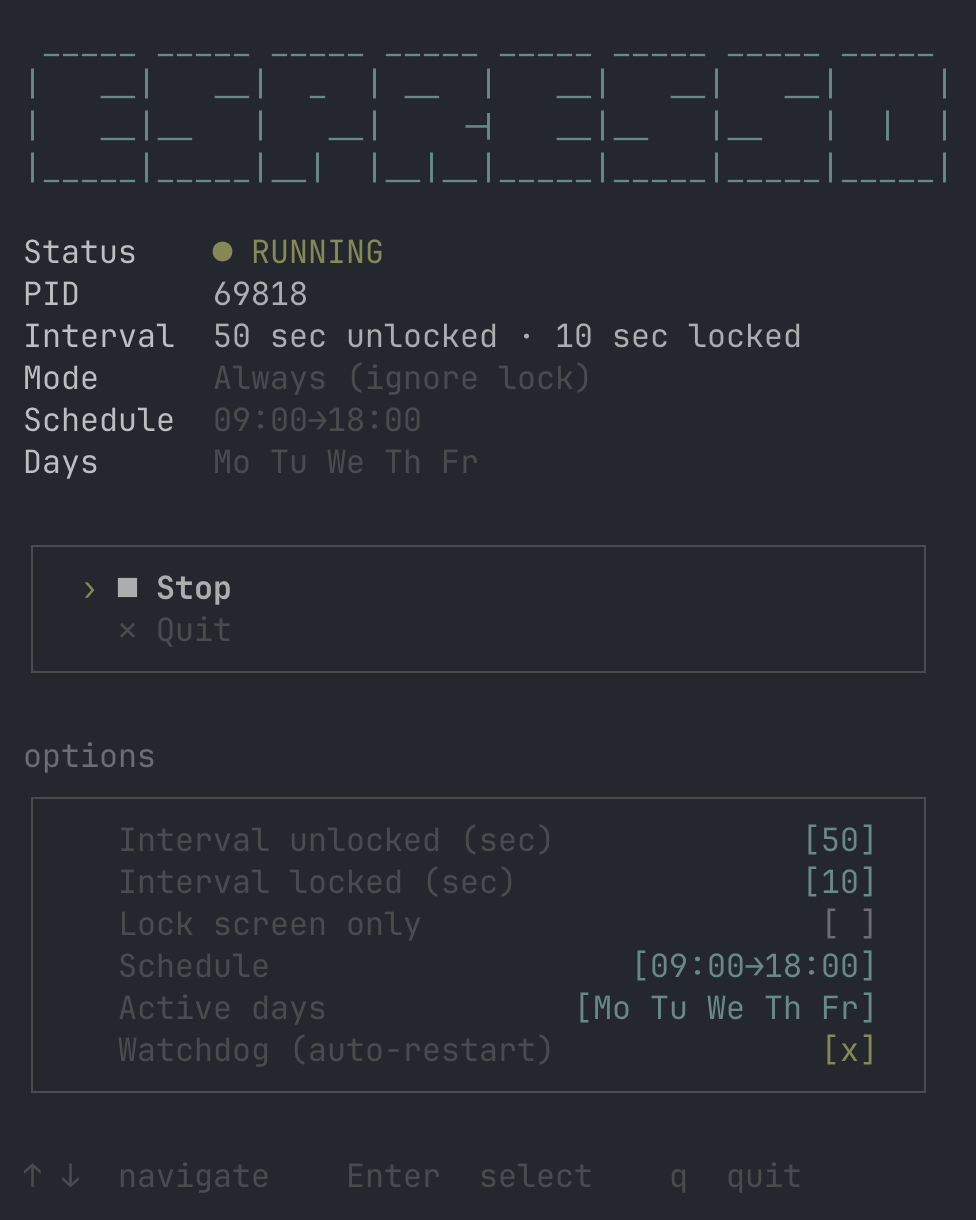 ESPRESSO
Status ● RUNNING
PID 69818
Interval 50 sec unlocked · 10 sec locked
Mode Always (ignore lock)
Schedule 09:00→18:00
Days Mo Tu We Th Fr
› ■ Stop
× Quit
options
Interval unlocked (sec) [50]
Interval locked (sec) [10]
Lock screen only [ ]
Schedule [09:00→18:00]
Active days [Mo Tu We Th Fr]
Watchdog (auto-restart) [x]
↑ ↓ navigate Enter select q quit